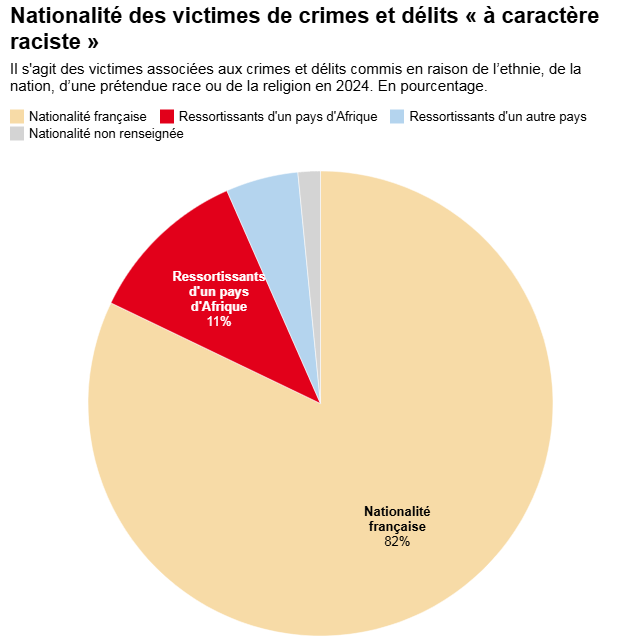 Nationalité des victimes de crimes et délits « à caractère
raciste »
Il s'agit des victimes associées aux crimes et délits commis en raison de l’ethnie, de la
nation, d’une prétendue race ou de la religion en 2024. En pourcentage.
Nationalité française Ressortissants d'un pays d'Afrique Ressortissants d'un autre pays
Nationalité non renseignée
Ressortissants
d'un pays
d'Afrique
11%
Nationalité
française
82%